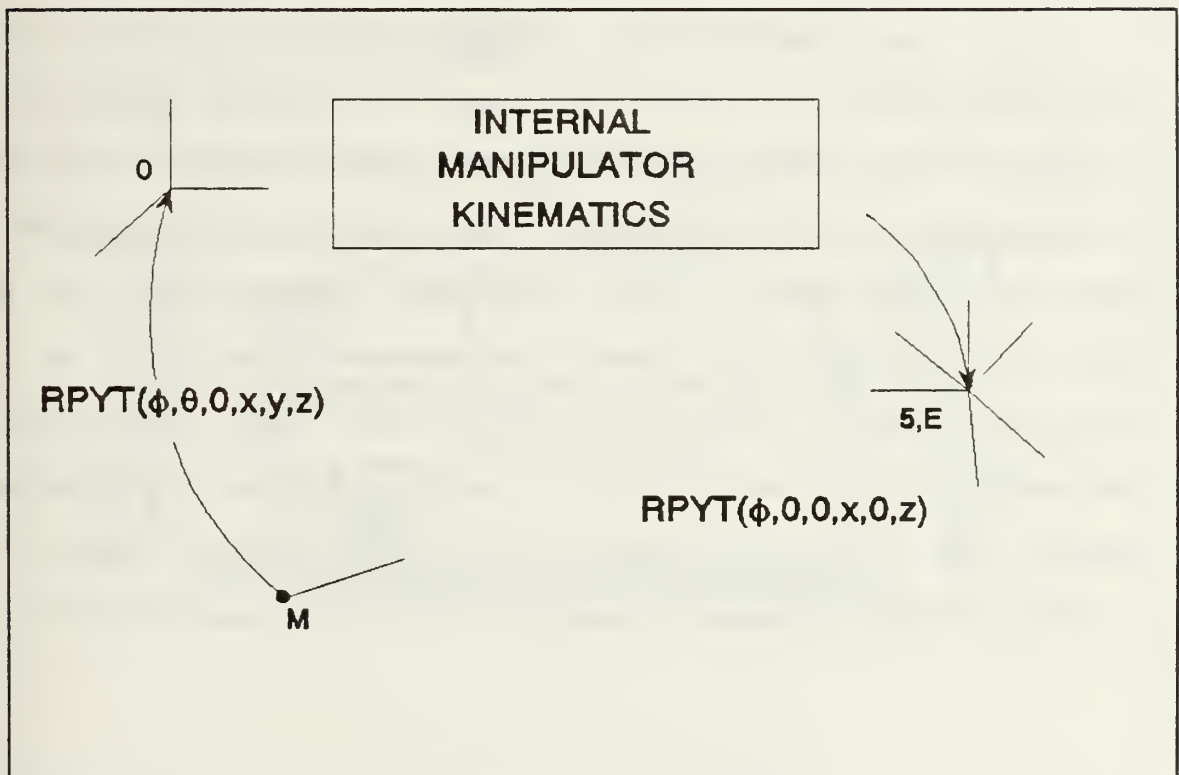 INTERNAL
MANIPULATOR
KINEMATICS
0
RPYT(ϕ,θ,0,x,y,z)
5,E
RPYT(ϕ,0,0,x,0,z)
M